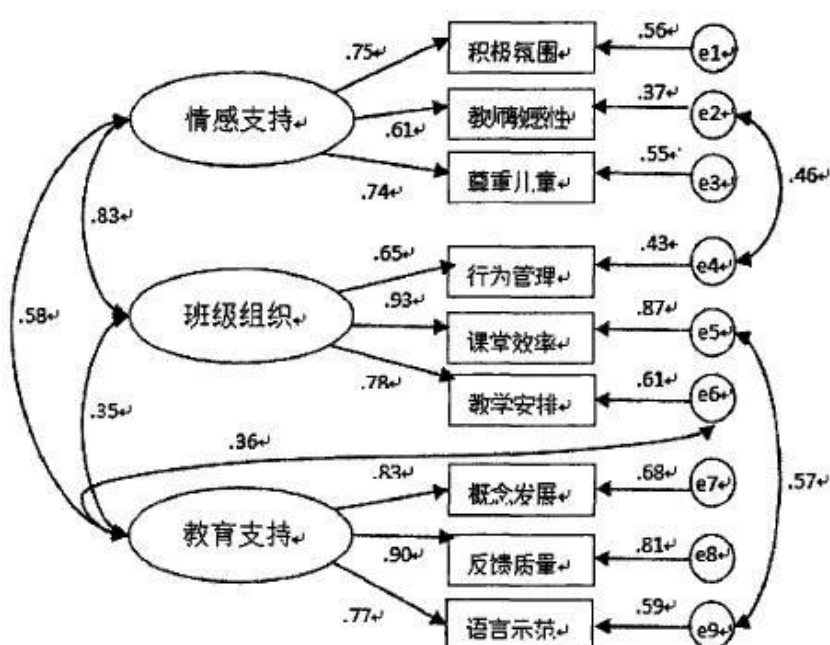 .75 积极氛围 .56 e1
情感支持 .61 教师敏感性 .37 e2
.74 尊重儿童 .55 e3
.46
.83
.65 行为管理 .43 e4
.58
班级组织 .93 课堂效率 .87 e5
.78 教学安排 .61 e6
.35
.36
.83 概念发展 .68 e7
.57
教育支持 .90 反馈质量 .81 e8
.77 语言示范 .59 e9